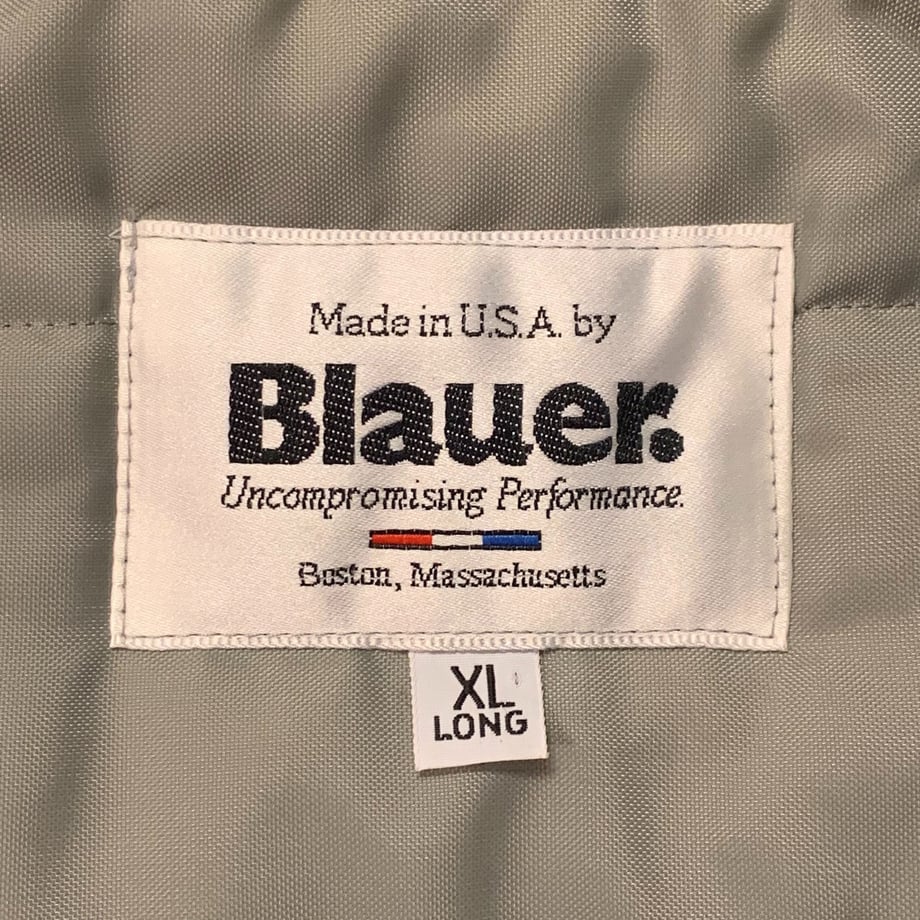 Made in U.S.A. by
Blauer.
Uncompromising Performance.
Boston, Massachusetts
XL
LONG